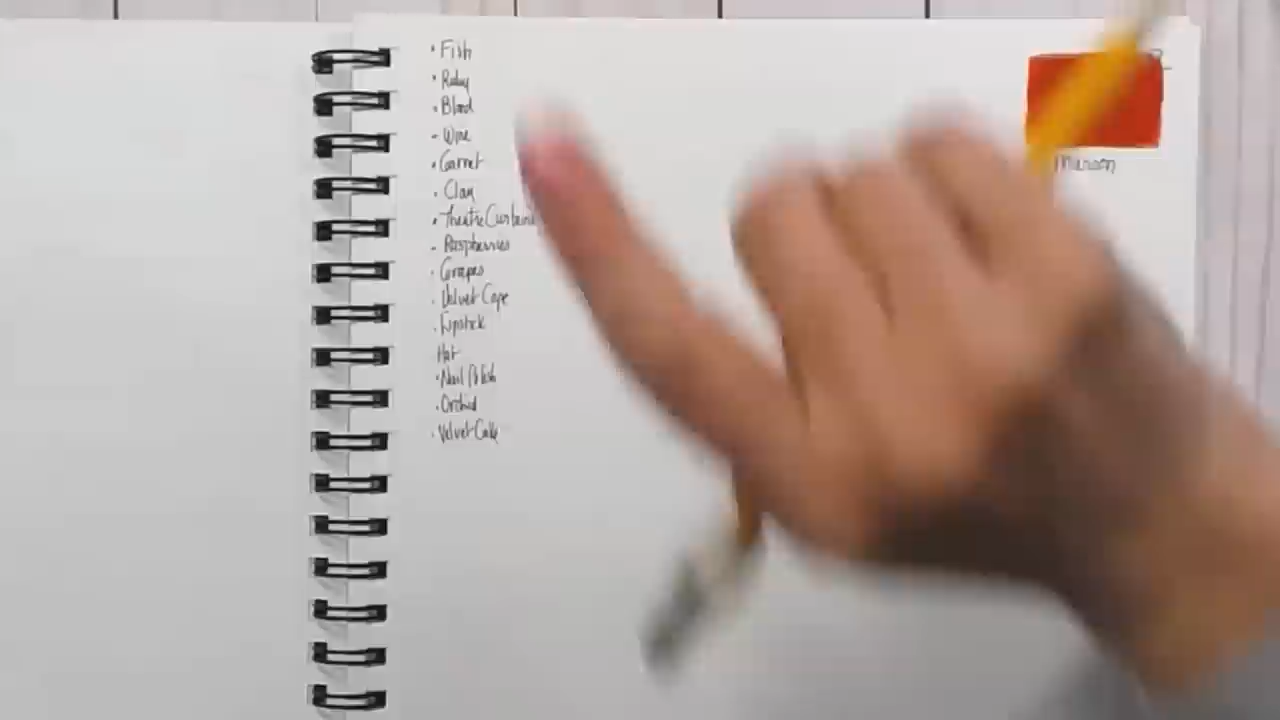 • Fish
• Ruby
• Blood
- Wine
• Garnet
• Clay
• Theatre Curtains
- Raspberries
• Grapes
• Velvet Cape
• Lipstick
Hat
• Nail Polish
• Orchid
• Velvet Cake
Maroon